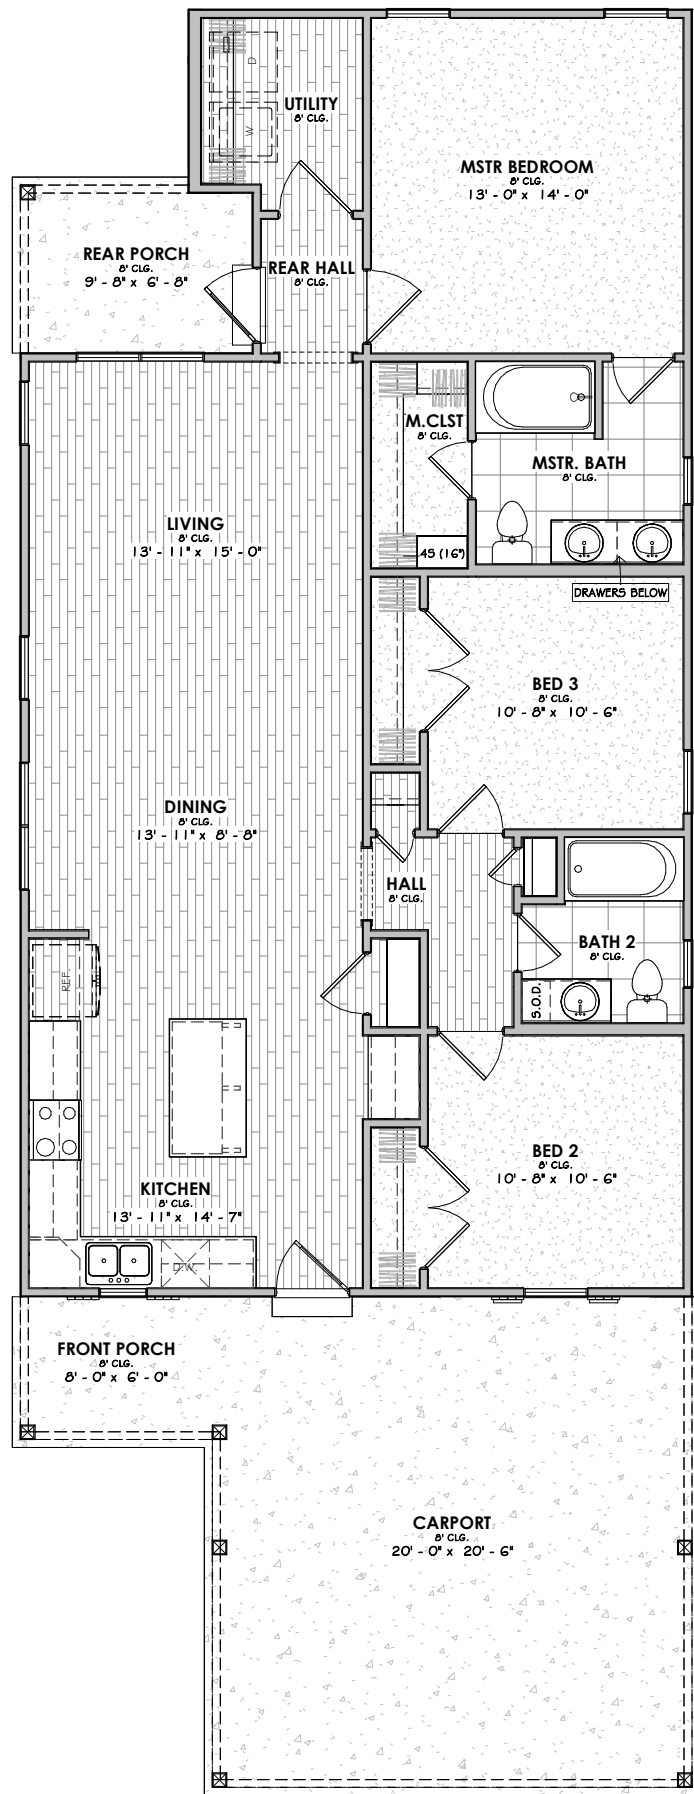 D
UTILITY
8' CLG.
W
MSTR BEDROOM
8' CLG.
13' - 0" x 14' - 0"
REAR PORCH
8' CLG.
9' - 8" x 6' - 8"
REAR HALL
8' CLG.
M.CLST
8' CLG.
MSTR. BATH
8' CLG.
LIVING
8' CLG.
13' - 11" x 15' - 0"
4S (16")
DRAWERS BELOW
BED 3
8' CLG.
10' - 8" x 10' - 6"
DINING
8' CLG.
13' - 11" x 8' - 8"
HALL
8' CLG.
BATH 2
8' CLG.
REF.
S.O.D.
BED 2
8' CLG.
10' - 8" x 10' - 6"
KITCHEN
8' CLG.
13' - 11" x 14' - 7"
D.W.
FRONT PORCH
8' CLG.
8' - 0" x 6' - 0"
CARPORT
8' CLG.
20' - 0" x 20' - 6"